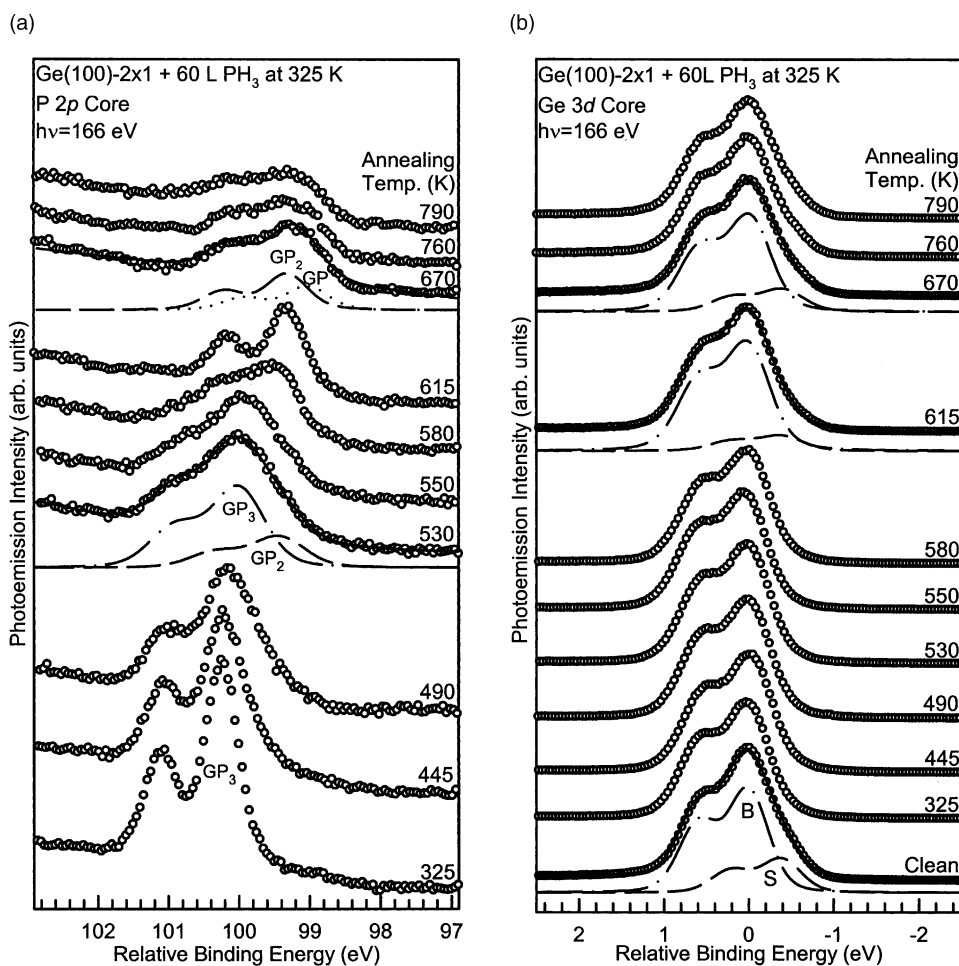 (a)
Ge(100)-2x1 + 60 L PH3 at 325 K
P 2p Core
hν=166 eV
Annealing
Temp. (K)
790
760
670
GP2
GP
615
580
550
530
GP3
GP2
490
445
GP3
325
Photoemission Intensity (arb. units)
102 101 100 99 98 97
Relative Binding Energy (eV)
(b)
Ge(100)-2x1 + 60L PH3 at 325 K
Ge 3d Core
hν=166 eV
Annealing
Temp. (K)
790
760
670
615
580
550
530
490
445
325
Clean
B
S
Photoemission Intensity (arb. units)
2 1 0 -1 -2
Relative Binding Energy (eV)